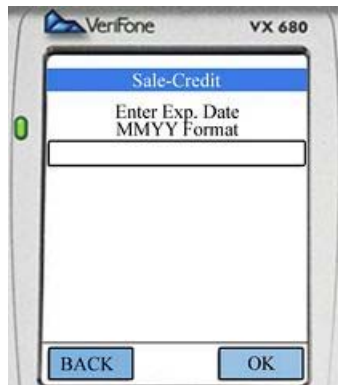 VeriFone VX 680
Sale-Credit
Enter Exp. Date
MMYY Format
BACK OK